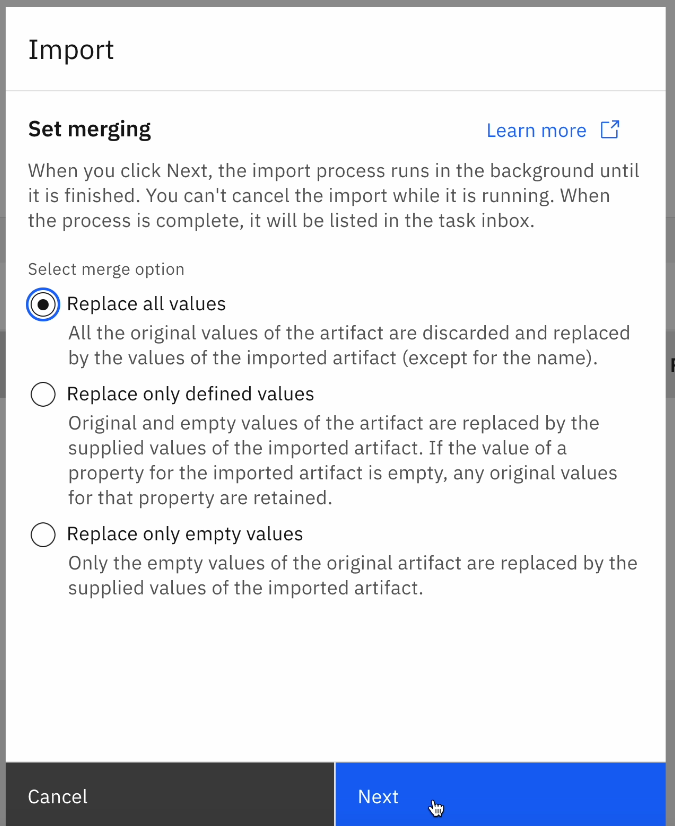 Import
Set merging
Learn more
When you click Next, the import process runs in the background until
it is finished. You can't cancel the import while it is running. When
the process is complete, it will be listed in the task inbox.
Select merge option
Replace all values
All the original values of the artifact are discarded and replaced
by the values of the imported artifact (except for the name).
Replace only defined values
Original and empty values of the artifact are replaced by the
supplied values of the imported artifact. If the value of a
property for the imported artifact is empty, any original values
for that property are retained.
Replace only empty values
Only the empty values of the original artifact are replaced by the
supplied values of the imported artifact.
Cancel
Next